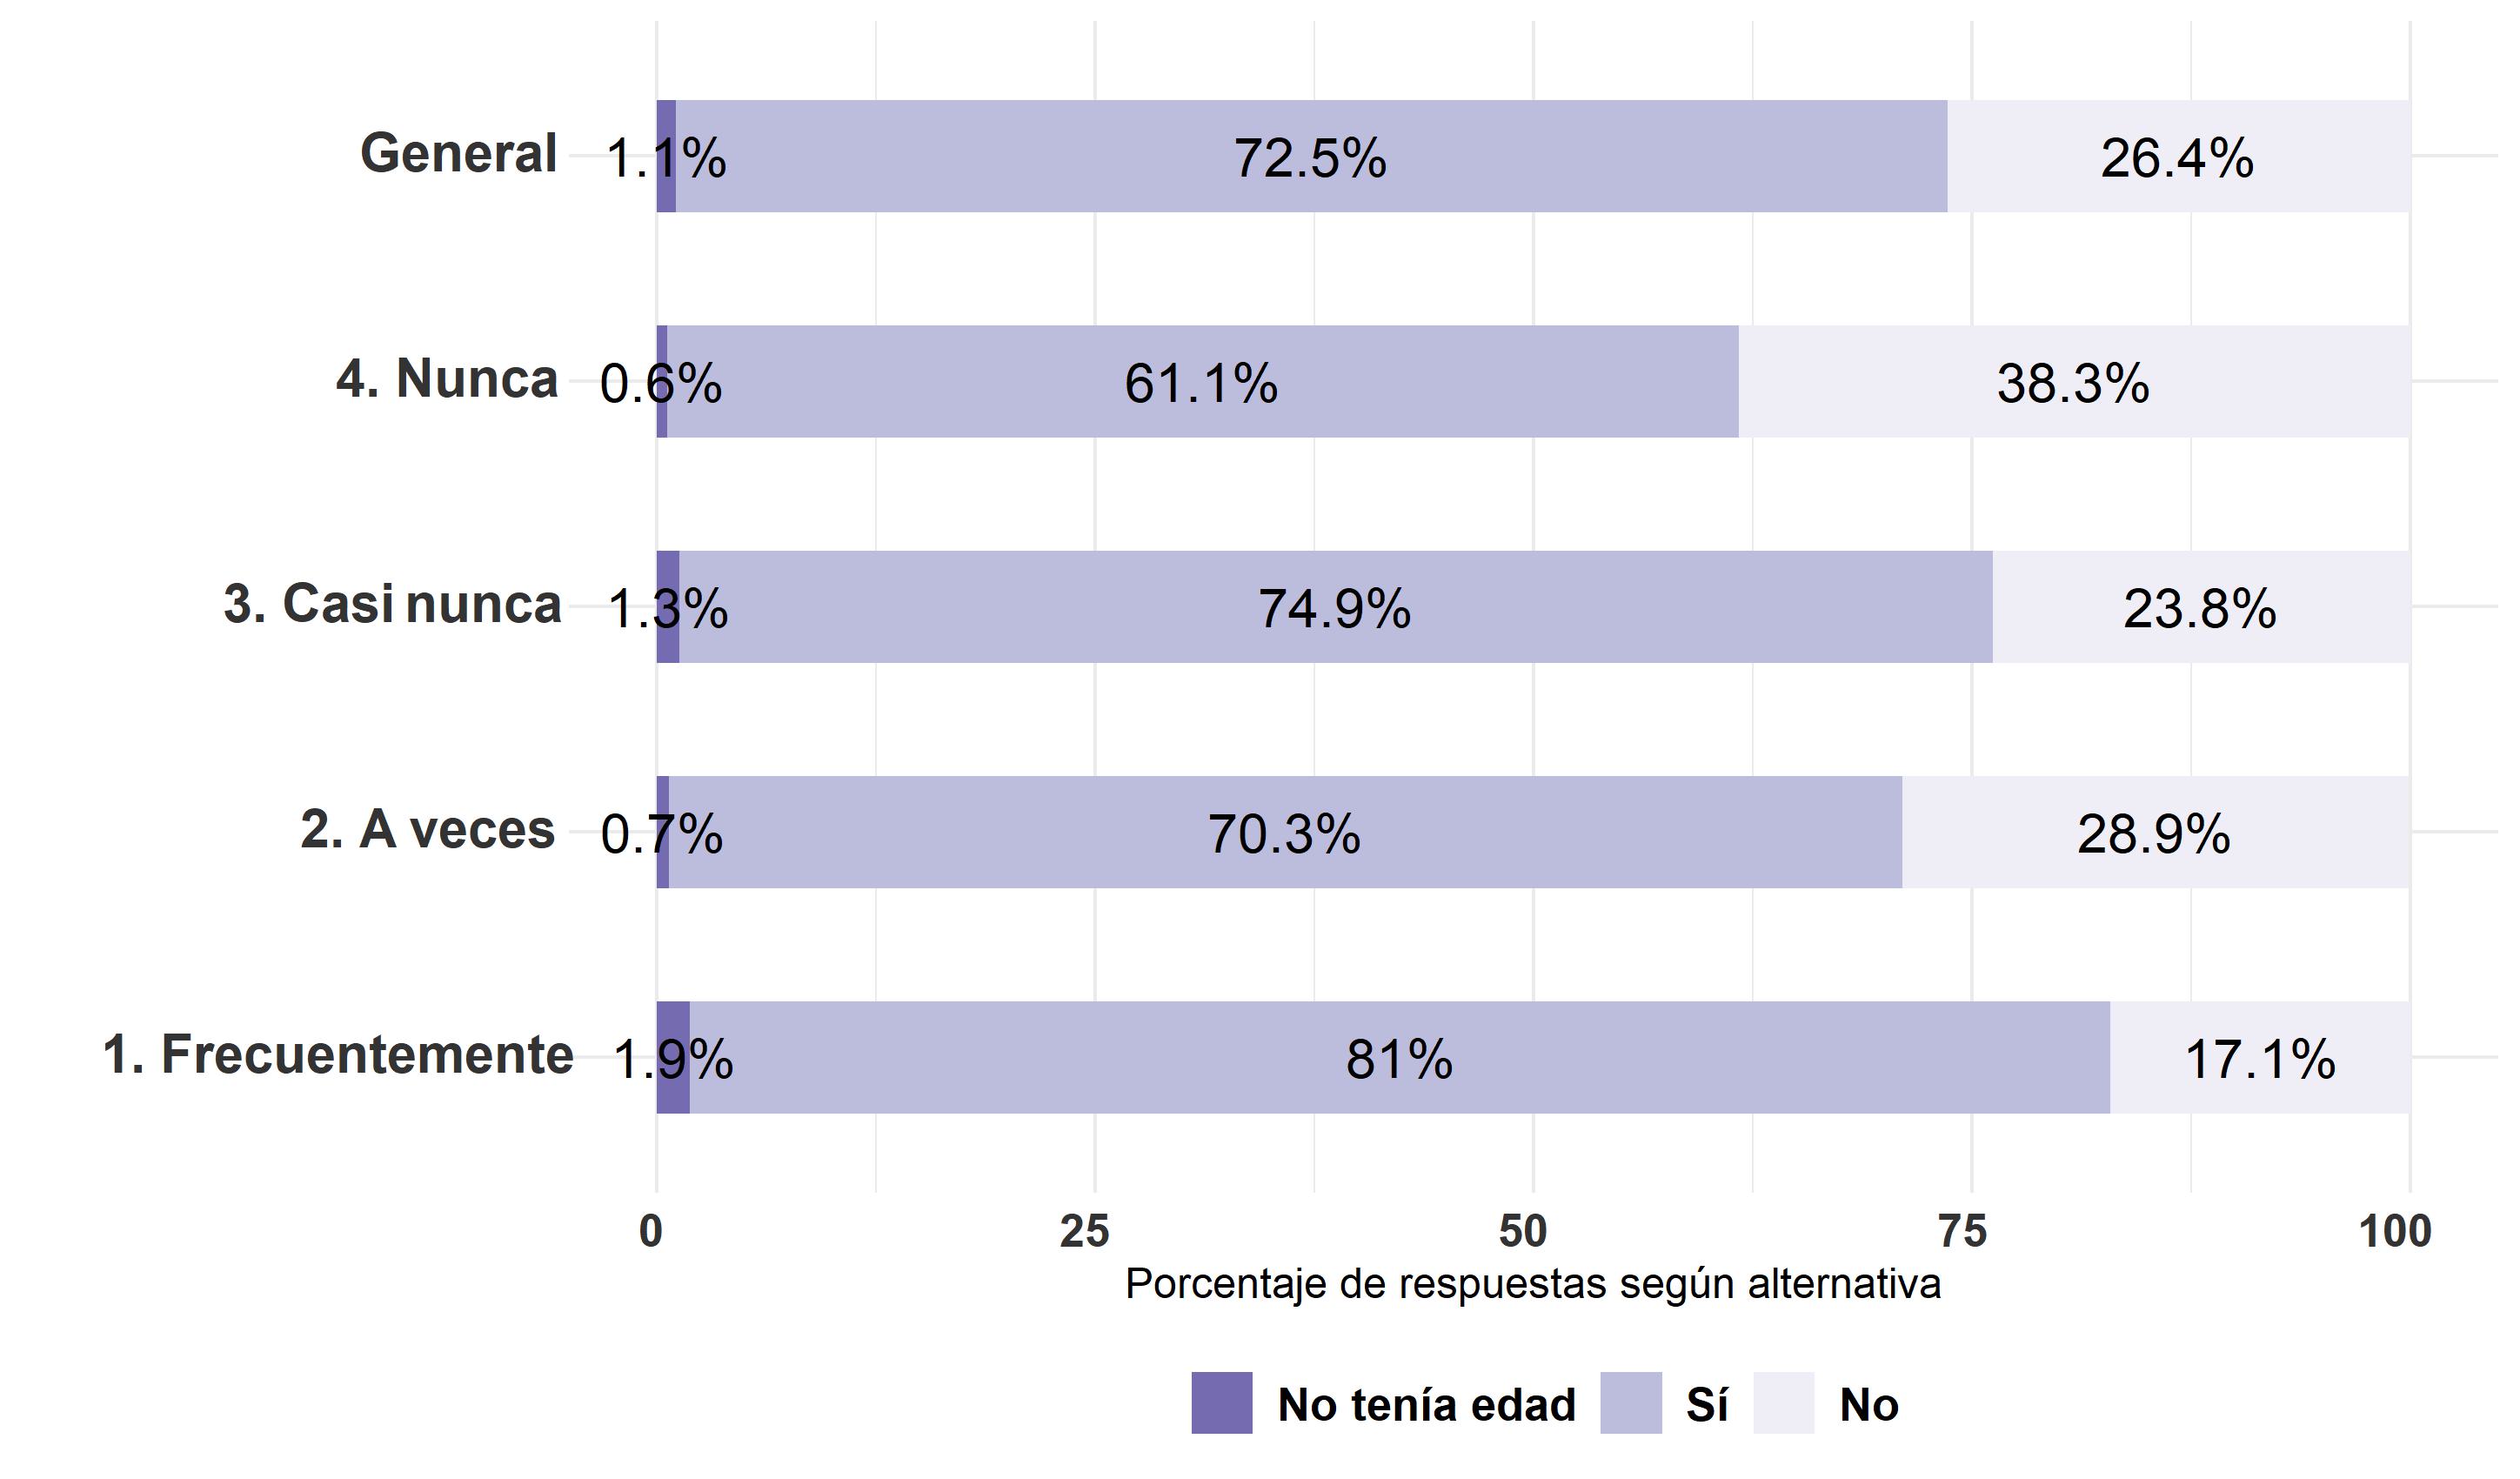 General 1.1% 72.5% 26.4%
4. Nunca 0.6% 61.1% 38.3%
3. Casi nunca 1.3% 74.9% 23.8%
2. A veces 0.7% 70.3% 28.9%
1. Frecuentemente 1.9% 81% 17.1%
0 25 50 75 100
Porcentaje de respuestas según alternativa
No tenía edad Sí No